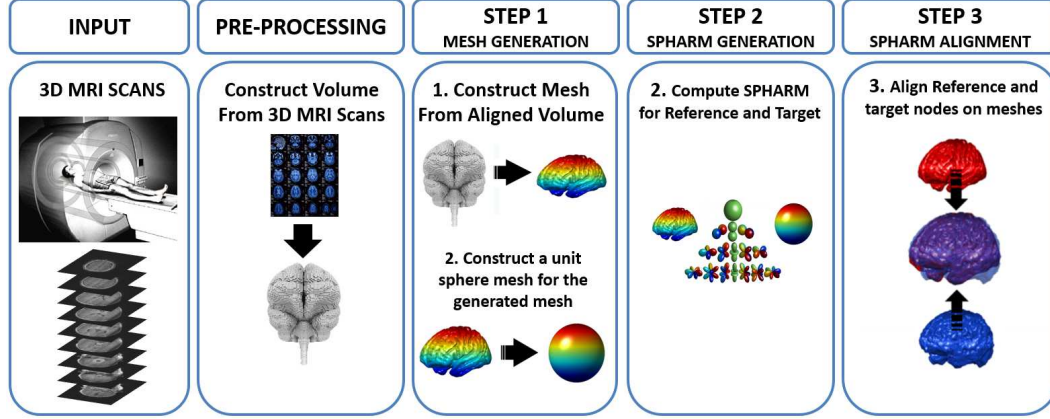 INPUT
PRE-PROCESSING
STEP 1
MESH GENERATION
STEP 2
SPHARM GENERATION
STEP 3
SPHARM ALIGNMENT
3D MRI SCANS
Construct Volume
From 3D MRI Scans
1. Construct Mesh
From Aligned Volume
2. Construct a unit
sphere mesh for the
generated mesh
2. Compute SPHARM
for Reference and Target
3. Align Reference and
target nodes on meshes